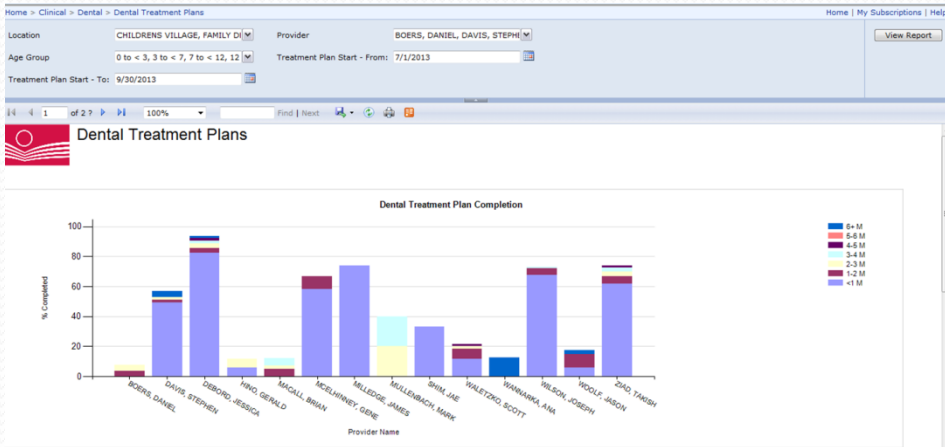 Home > Clinical > Dental > Dental Treatment Plans
Home | My Subscriptions | Help
Location CHILDRENS VILLAGE, FAMILY DI Provider BOERS, DANIEL, DAVIS, STEPHE View Report
Age Group 0 to < 3, 3 to < 7, 7 to < 12, 12 Treatment Plan Start - From: 7/1/2013
Treatment Plan Start - To: 9/30/2013
1 of 2 ? 100% Find | Next
Dental Treatment Plans
Dental Treatment Plan Completion
% Completed
100
80
60
40
20
0
6+ M
5-6 M
4-5 M
3-4 M
2-3 M
1-2 M
<1 M
BOERS, DANIEL
DAVIS, STEPHEN
DEBORD, JESSICA
HINO, GERALD
MACALL, BRIAN
MCELHINNEY, GENE
MILLEDGE, JAMES
MULLENBACH, MARK
SHIM, JAE
WALETZKO, SCOTT
WANNARKA, ANA
WILSON, JOSEPH
WOOLF, JASON
ZIAD, TAKISH
Provider Name